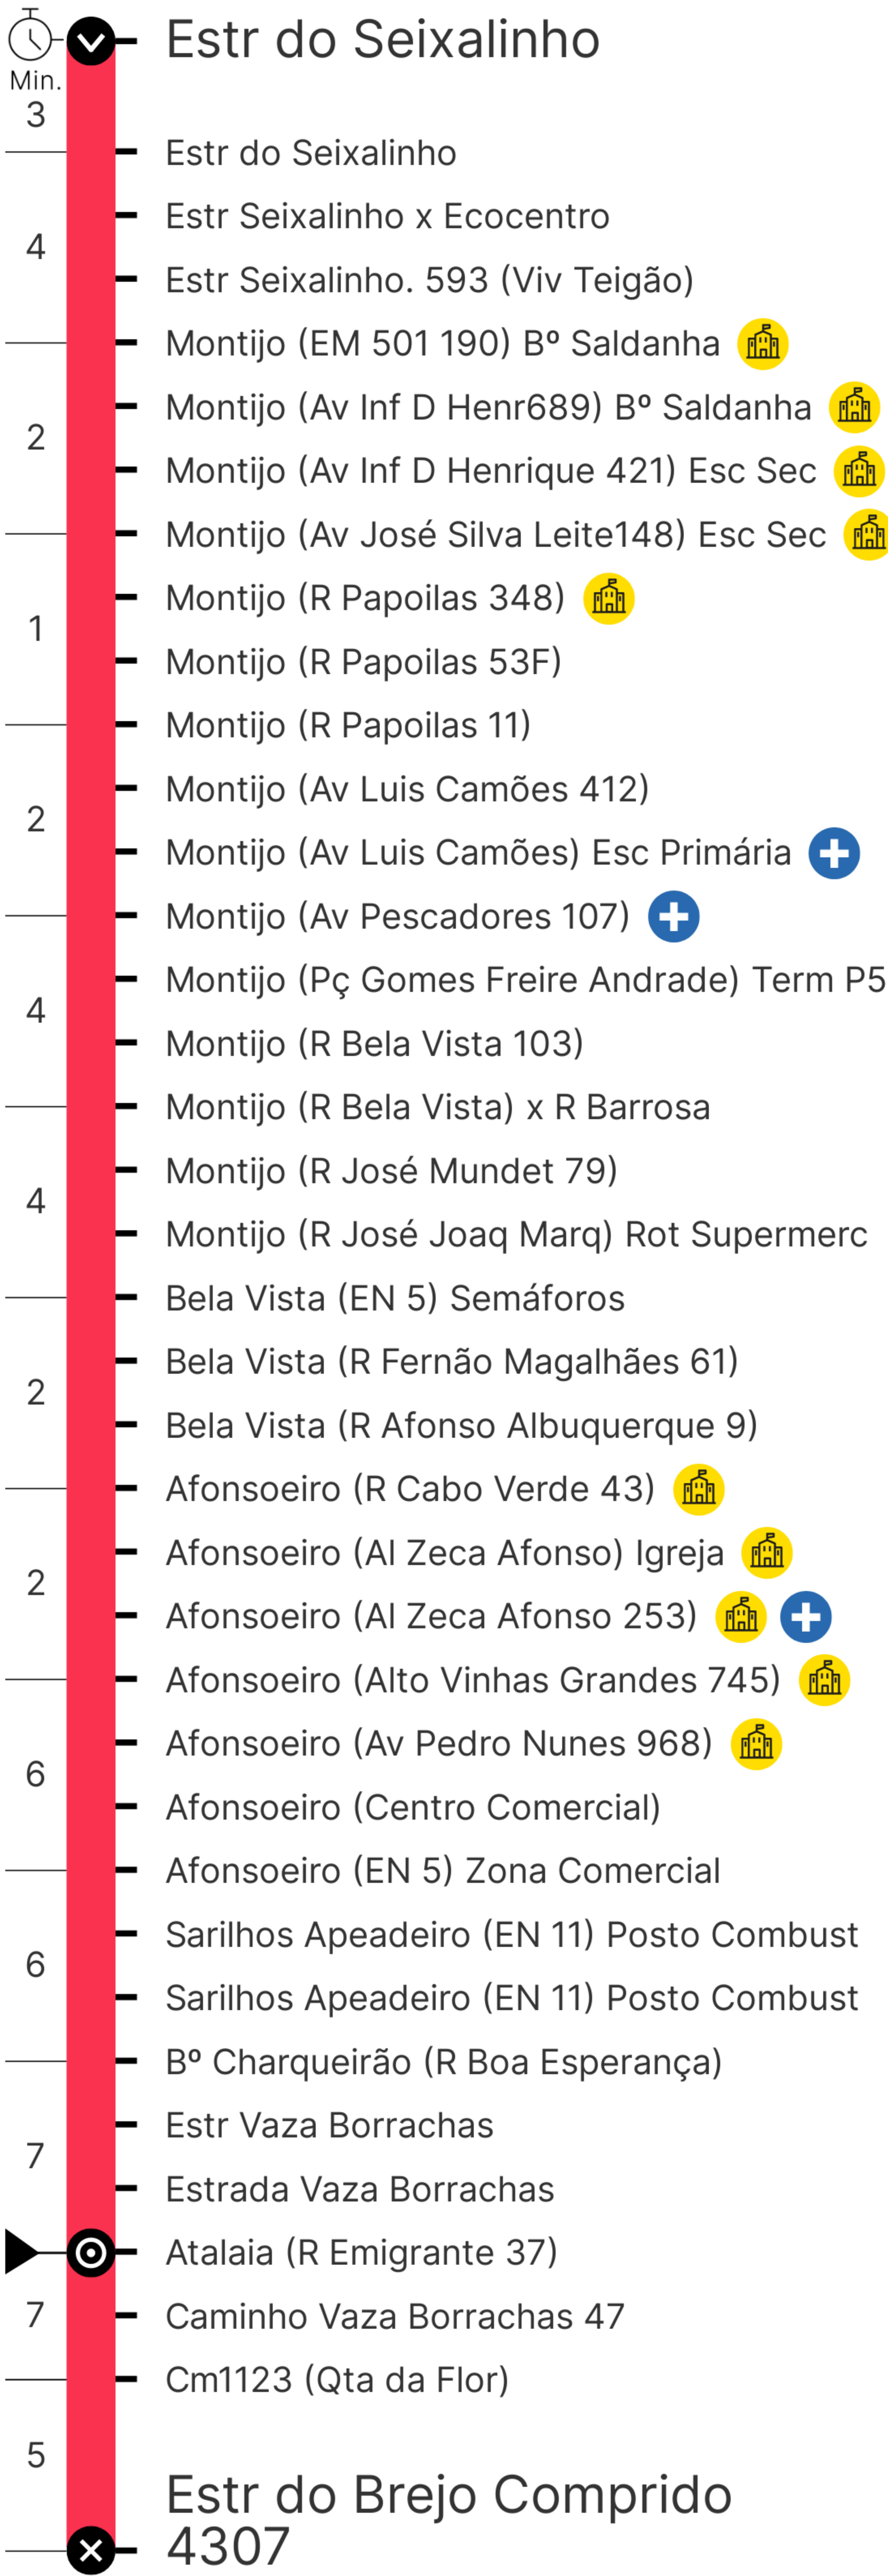 Estr do Seixalinho
Min.
3
Estr do Seixalinho
Estr Seixalinho x Ecocentro
4
Estr Seixalinho. 593 (Viv Teigão)
Montijo (EM 501 190) Bº Saldanha
Montijo (Av Inf D Henr689) Bº Saldanha
2
Montijo (Av Inf D Henrique 421) Esc Sec
Montijo (Av José Silva Leite148) Esc Sec
Montijo (R Papoilas 348)
1
Montijo (R Papoilas 53F)
Montijo (R Papoilas 11)
Montijo (Av Luis Camões 412)
2
Montijo (Av Luis Camões) Esc Primária
Montijo (Av Pescadores 107)
Montijo (Pç Gomes Freire Andrade) Term P5
4
Montijo (R Bela Vista 103)
Montijo (R Bela Vista) x R Barrosa
Montijo (R José Mundet 79)
4
Montijo (R José Joaq Marq) Rot Supermerc
Bela Vista (EN 5) Semáforos
Bela Vista (R Fernão Magalhães 61)
2
Bela Vista (R Afonso Albuquerque 9)
Afonsoeiro (R Cabo Verde 43)
Afonsoeiro (Al Zeca Afonso) Igreja
2
Afonsoeiro (Al Zeca Afonso 253)
Afonsoeiro (Alto Vinhas Grandes 745)
Afonsoeiro (Av Pedro Nunes 968)
6
Afonsoeiro (Centro Comercial)
Afonsoeiro (EN 5) Zona Comercial
Sarilhos Apeadeiro (EN 11) Posto Combust
6
Sarilhos Apeadeiro (EN 11) Posto Combust
Bº Charqueirão (R Boa Esperança)
Estr Vaza Borrachas
7
Estrada Vaza Borrachas
Atalaia (R Emigrante 37)
7
Caminho Vaza Borrachas 47
Cm1123 (Qta da Flor)
5
Estr do Brejo Comprido
4307